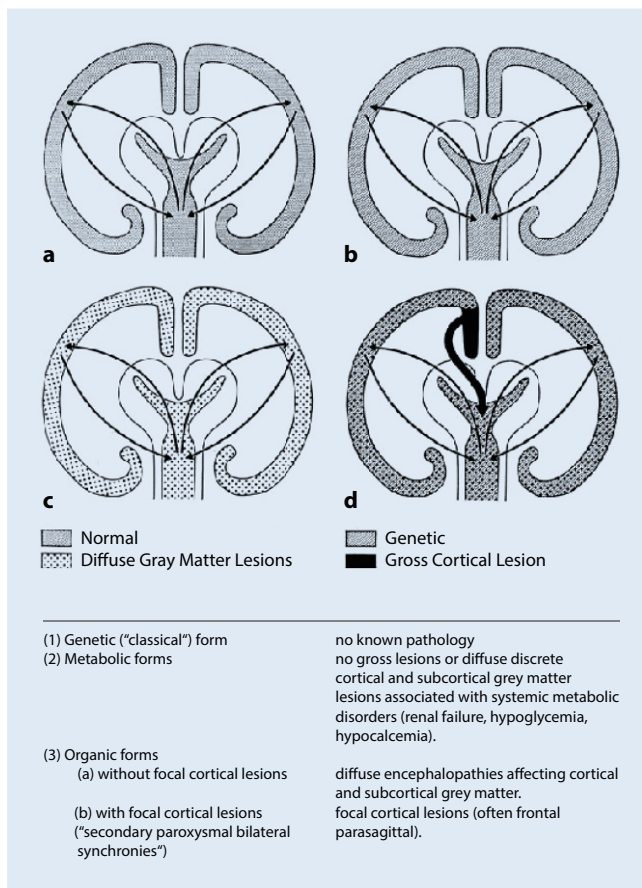 a
b
c
d
Normal
Genetic
Diffuse Gray Matter Lesions
Gross Cortical Lesion
(1) Genetic (“classical“) form
no known pathology
(2) Metabolic forms
no gross lesions or diffuse discrete
cortical and subcortical grey matter
lesions associated with systemic metabolic
disorders (renal failure, hypoglycemia,
hypocalcemia).
(3) Organic forms
(a) without focal cortical lesions
diffuse encephalopathies affecting cortical
and subcortical grey matter.
(b) with focal cortical lesions
(“secondary paroxysmal bilateral
synchronies“)
focal cortical lesions (often frontal
parasagittal).